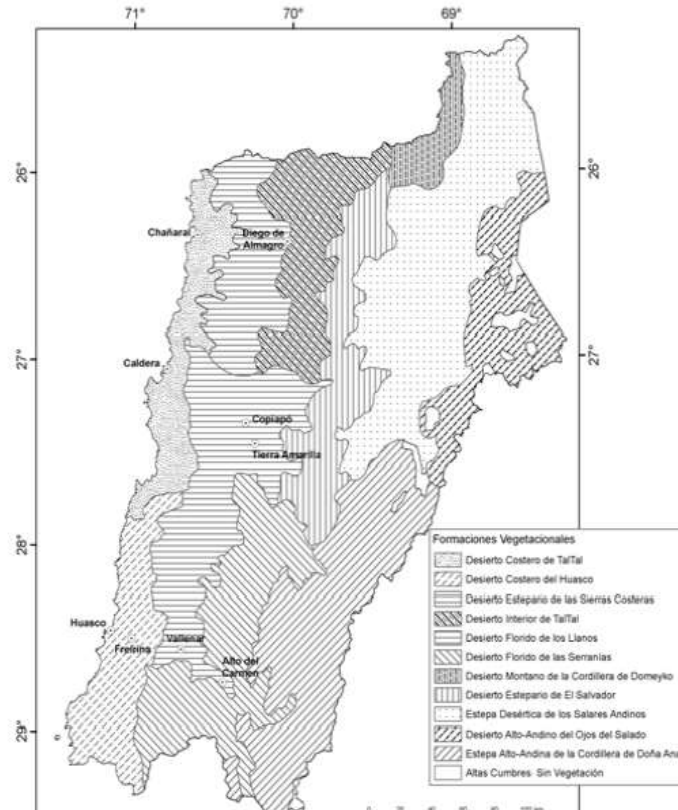 71°
70°
69°
26°
26°
Chañaral
Diego de
Almagro
27°
27°
Caldera
Copiapó
Tierra Amarilla
28°
Formaciones Vegetacionales
Desierto Costero de TalTal
Desierto Costero del Huasco
Desierto Estepario de las Sierras Costeras
Desierto Interior de TalTal
Desierto Florido de los Llanos
Desierto Florido de las Serranías
Desierto Montano de la Cordillera de Domeyko
Desierto Estepario de El Salvador
Estepa Desértica de los Salares Andinos
Desierto Alto-Andino del Ojos del Salado
Estepa Alto-Andina de la Cordillera de Doña Ana
Altas Cumbres Sin Vegetación
Huasco
Freirina
Vallenar
Alto del
Carmen
29°